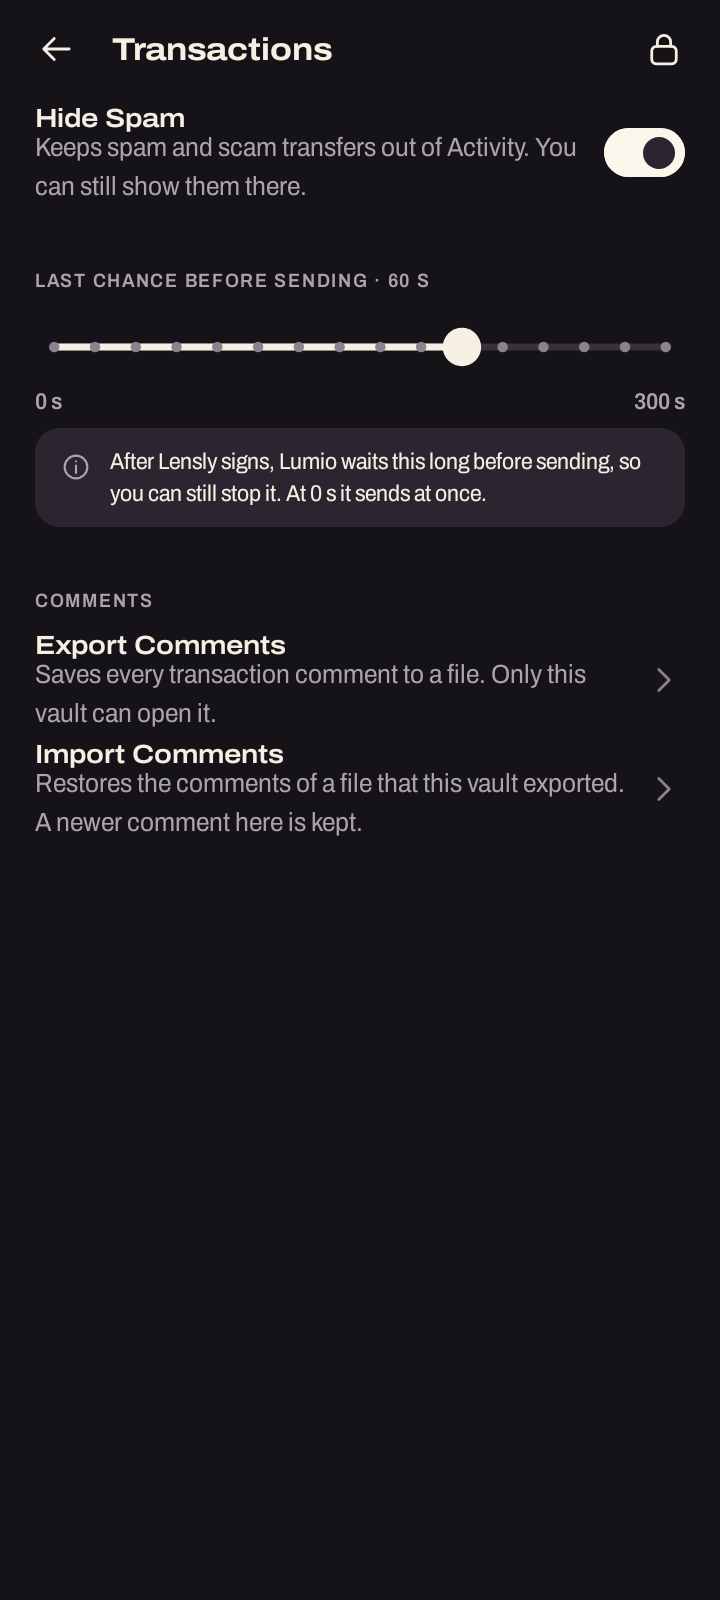 Transactions
Hide Spam
Keeps spam and scam transfers out of Activity. You
can still show them there.
LAST CHANCE BEFORE SENDING · 60 S
0 s
300 s
After Lensly signs, Lumio waits this long before sending, so
you can still stop it. At 0 s it sends at once.
COMMENTS
Export Comments
Saves every transaction comment to a file. Only this
vault can open it.
Import Comments
Restores the comments of a file that this vault exported.
A newer comment here is kept.